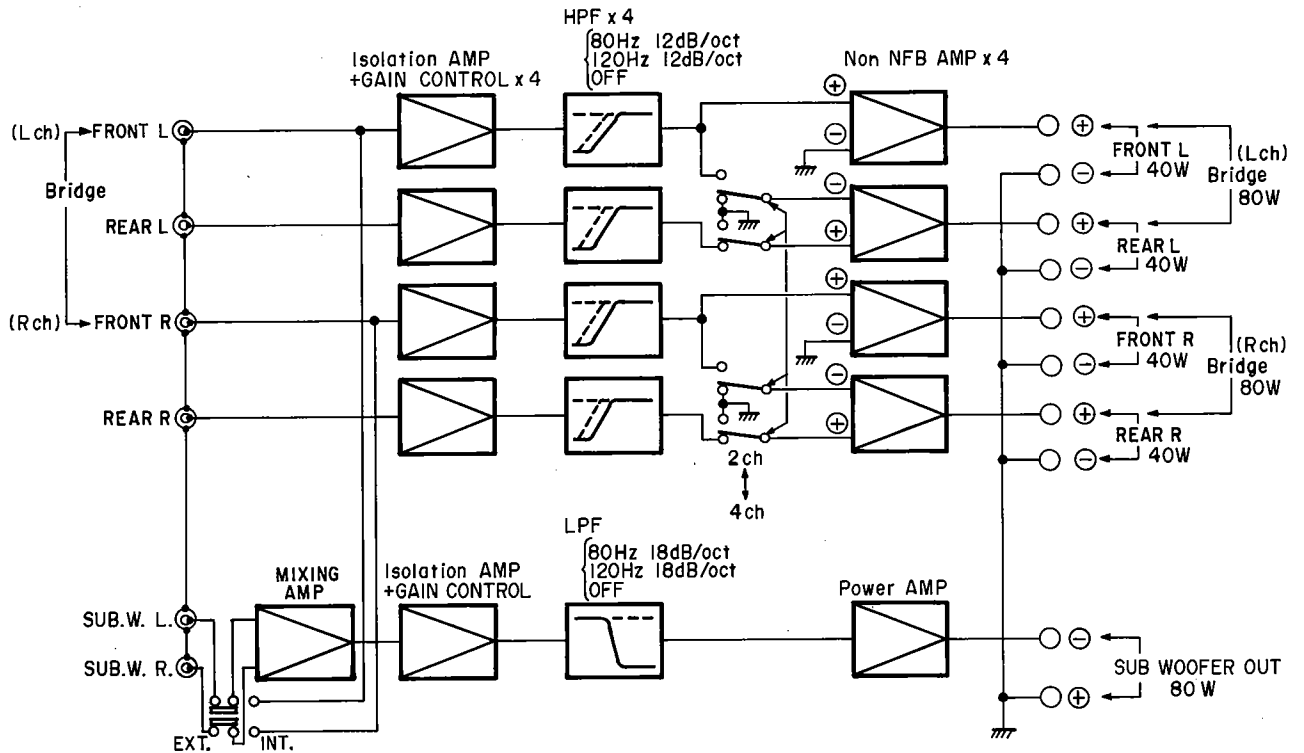 HPF x 4
80Hz 12dB/oct
120Hz 12dB/oct
OFF
Isolation AMP
+GAIN CONTROL x 4
Non NFB AMP x 4
(Lch)
FRONT L
Bridge
REAR L
(Rch)
FRONT R
REAR R
⊕
⊖
⊖
⊕
⊕
⊖
⊖
⊕
2ch
4ch
⊕
FRONT L
40W
⊖
(Lch)
Bridge
80W
⊕
REAR L
40W
⊖
⊕
FRONT R
40W
⊖
(Rch)
Bridge
80W
⊕
REAR R
40W
⊖
LPF
80Hz 18dB/oct
120Hz 18dB/oct
OFF
MIXING
AMP
Isolation AMP
+GAIN CONTROL
Power AMP
SUB.W. L.
SUB.W. R.
EXT.
INT.
⊖
SUB WOOFER OUT
80W
⊕